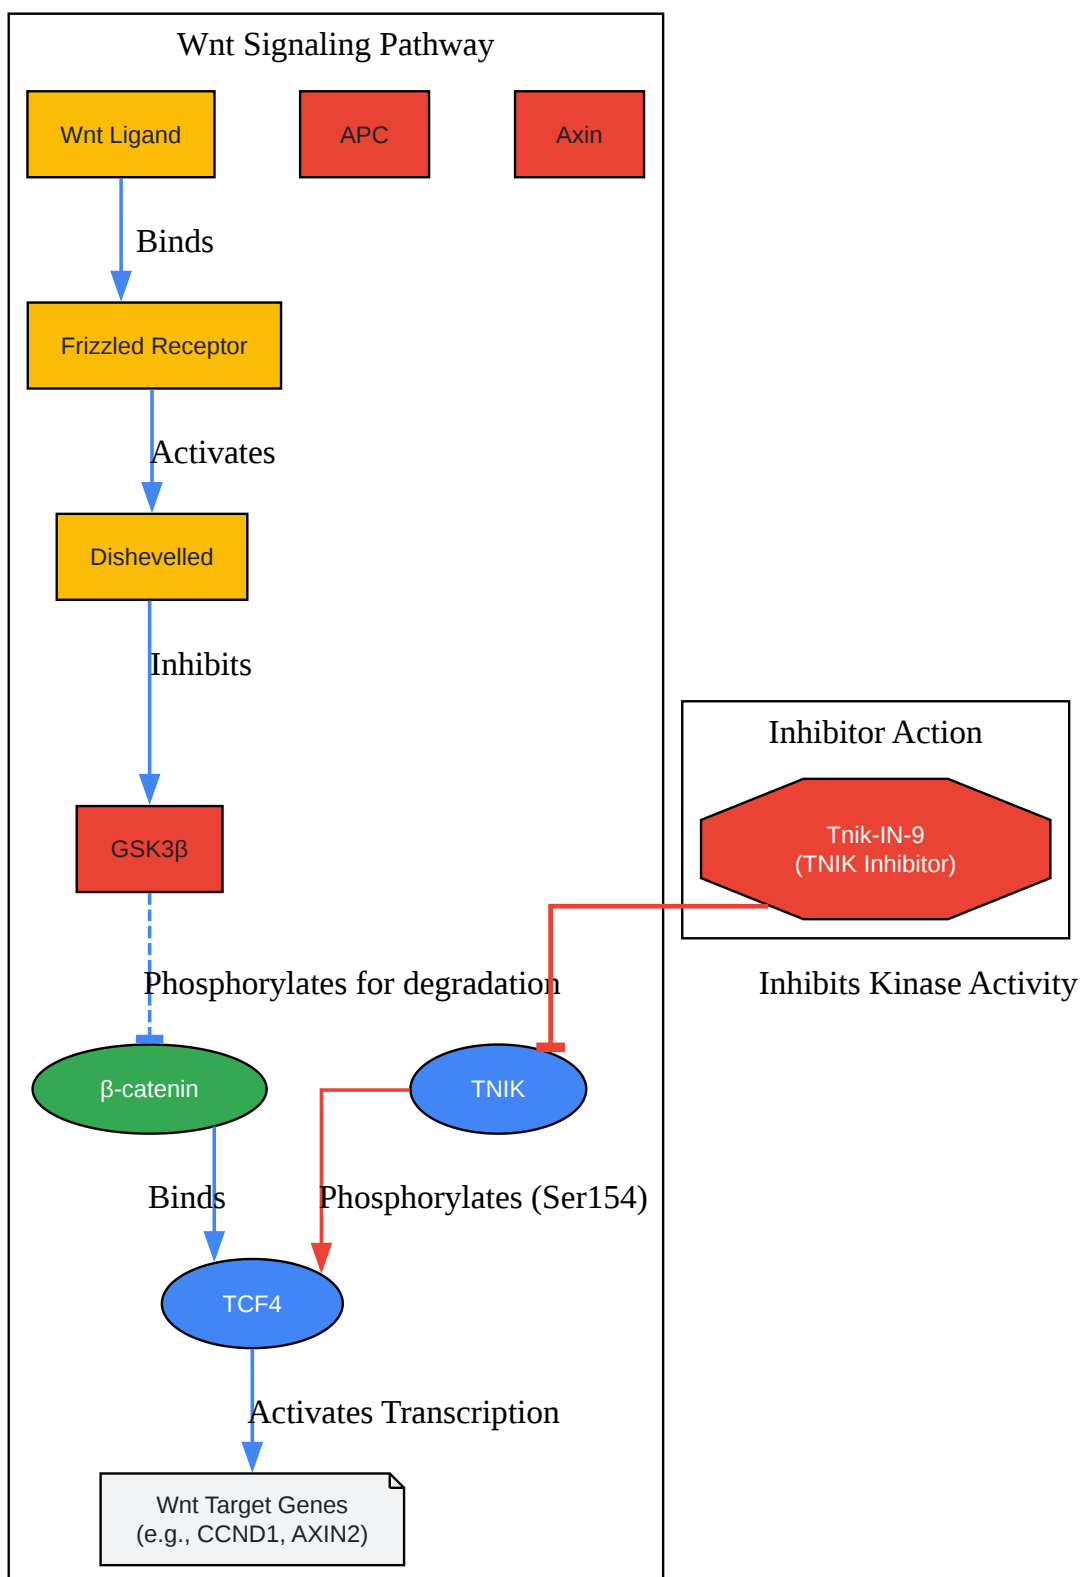 Wnt Signaling Pathway
Wnt Ligand
APC
Axin
Binds
Frizzled Receptor
Activates
Dishevelled
Inhibits
Inhibitor Action
GSK3β
Tnik-IN-9
(TNIK Inhibitor)
Phosphorylates for degradation
Inhibits Kinase Activity
β-catenin
TNIK
Binds
Phosphorylates (Ser154)
TCF4
Activates Transcription
Wnt Target Genes
(e.g., CCND1, AXIN2)